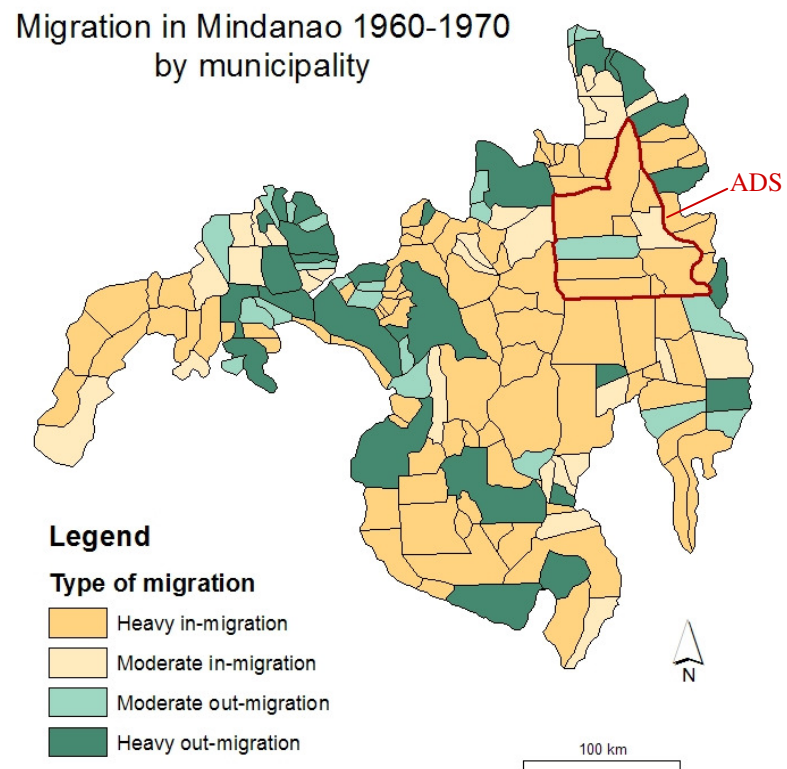 Migration in Mindanao 1960-1970
by municipality
ADS
Legend
Type of migration
Heavy in-migration
Moderate in-migration
Moderate out-migration
Heavy out-migration
N
100 km